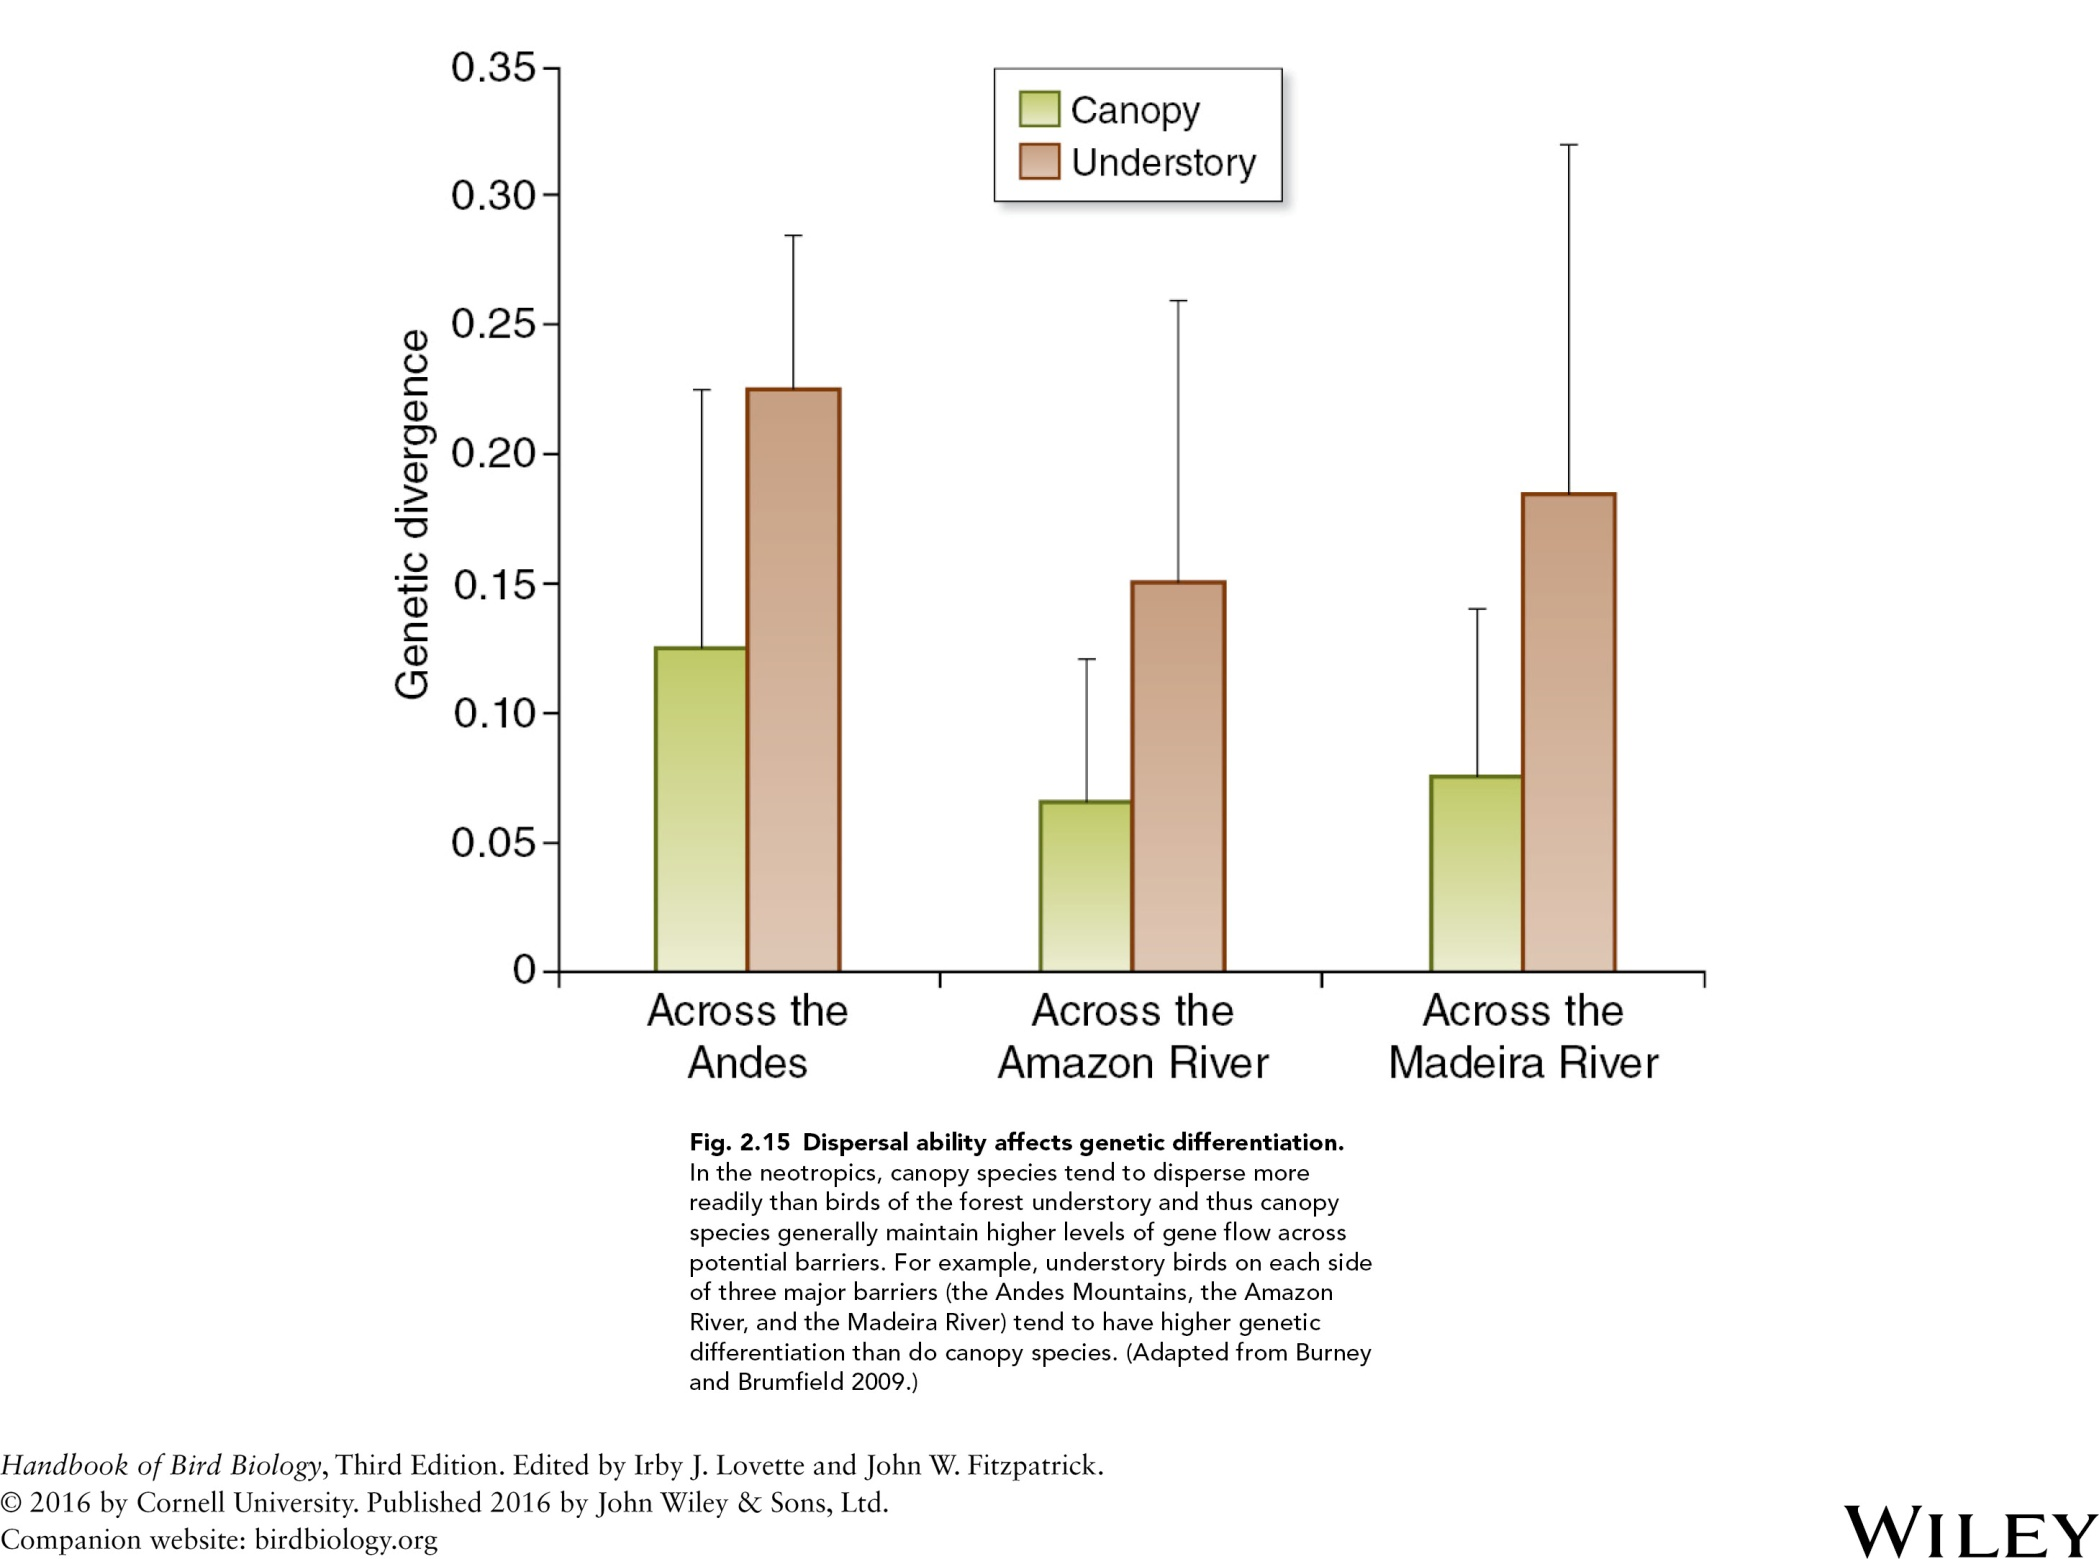 0.35
0.30
0.25
0.20
0.15
0.10
0.05
0
Genetic divergence
Canopy
Understory
Across the
Andes
Across the
Amazon River
Across the
Madeira River
Fig. 2.15 Dispersal ability affects genetic differentiation.
In the neotropics, canopy species tend to disperse more
readily than birds of the forest understory and thus canopy
species generally maintain higher levels of gene flow across
potential barriers. For example, understory birds on each side
of three major barriers (the Andes Mountains, the Amazon
River, and the Madeira River) tend to have higher genetic
differentiation than do canopy species. (Adapted from Burney
and Brumfield 2009.)
Handbook of Bird Biology, Third Edition. Edited by Irby J. Lovette and John W. Fitzpatrick.
© 2016 by Cornell University. Published 2016 by John Wiley & Sons, Ltd.
Companion website: birdbiology.org
WILEY